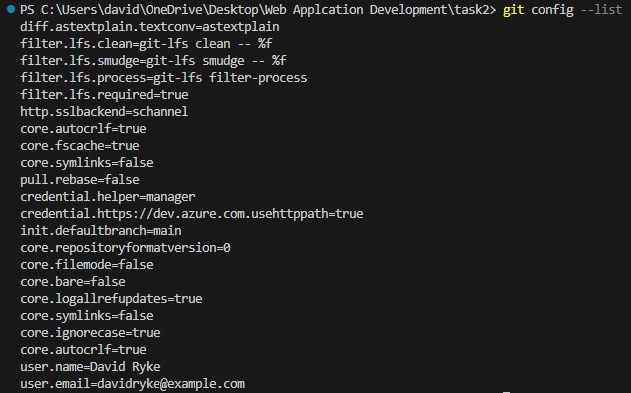 PS C:\Users\david\OneDrive\Desktop\Web Applcation Development\task2> git config --list
diff.astextplain.textconv=astextplain
filter.lfs.clean=git-lfs clean -- %f
filter.lfs.smudge=git-lfs smudge -- %f
filter.lfs.process=git-lfs filter-process
filter.lfs.required=true
http.sslbackend=schannel
core.autocrlf=true
core.fscache=true
core.symlinks=false
pull.rebase=false
credential.helper=manager
credential.https://dev.azure.com.usehttppath=true
init.defaultbranch=main
core.repositoryformatversion=0
core.filemode=false
core.bare=false
core.logallrefupdates=true
core.symlinks=false
core.ignorecase=true
core.autocrlf=true
user.name=David Ryke
user.email=davidryke@example.com